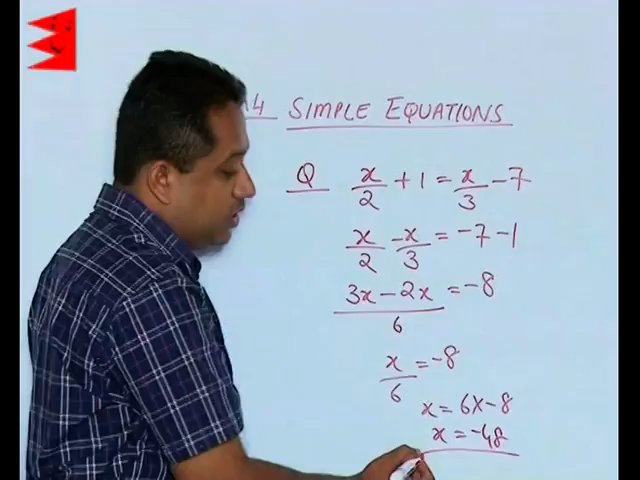 14 SIMPLE EQUATIONS
Q x/2 + 1 = x/3 - 7
x/2 - x/3 = -7 - 1
3x - 2x/6 = -8
x/6 = -8
x = 6x-8
x = -48